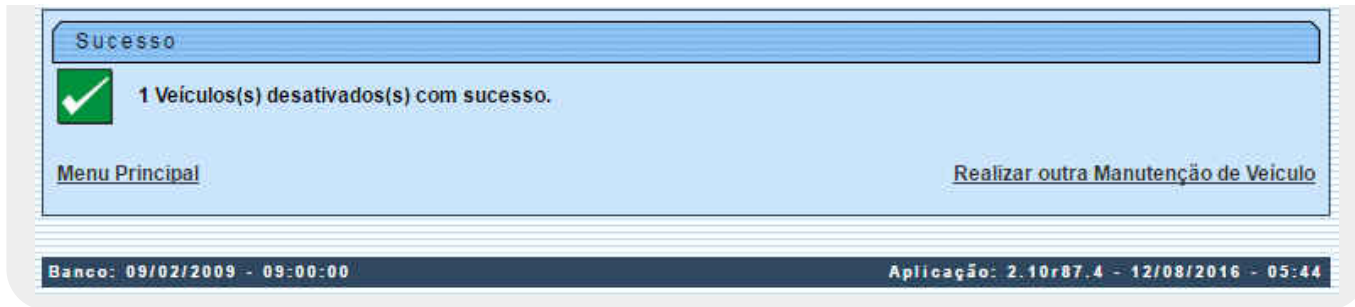 Sucesso
1 Veículos(s) desativados(s) com sucesso.
Menu Principal
Realizar outra Manutenção de Veiculo
Banco: 09/02/2009 - 09:00:00
Aplicação: 2.10r87.4 - 12/08/2016 - 05:44